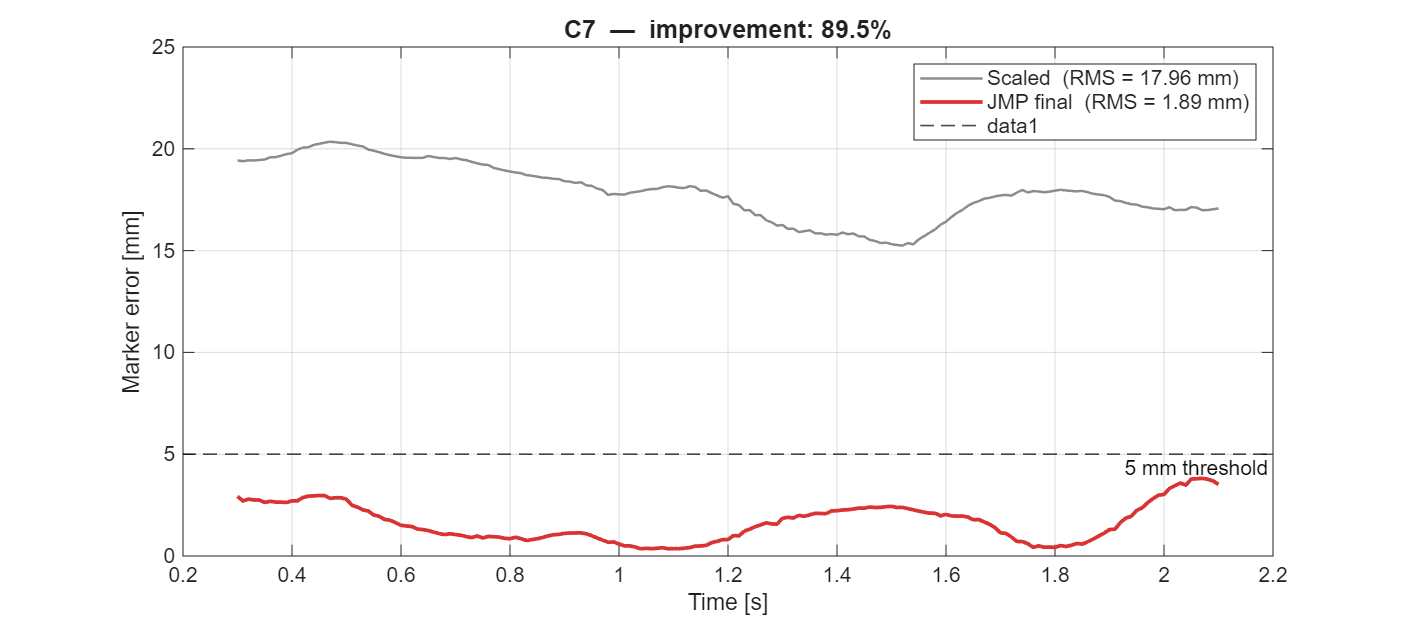 C7 — improvement: 89.5%
25
20
15
10
5
0
Marker error [mm]
Scaled (RMS = 17.96 mm)
JMP final (RMS = 1.89 mm)
data1
5 mm threshold
0.2 0.4 0.6 0.8 1 1.2 1.4 1.6 1.8 2 2.2
Time [s]